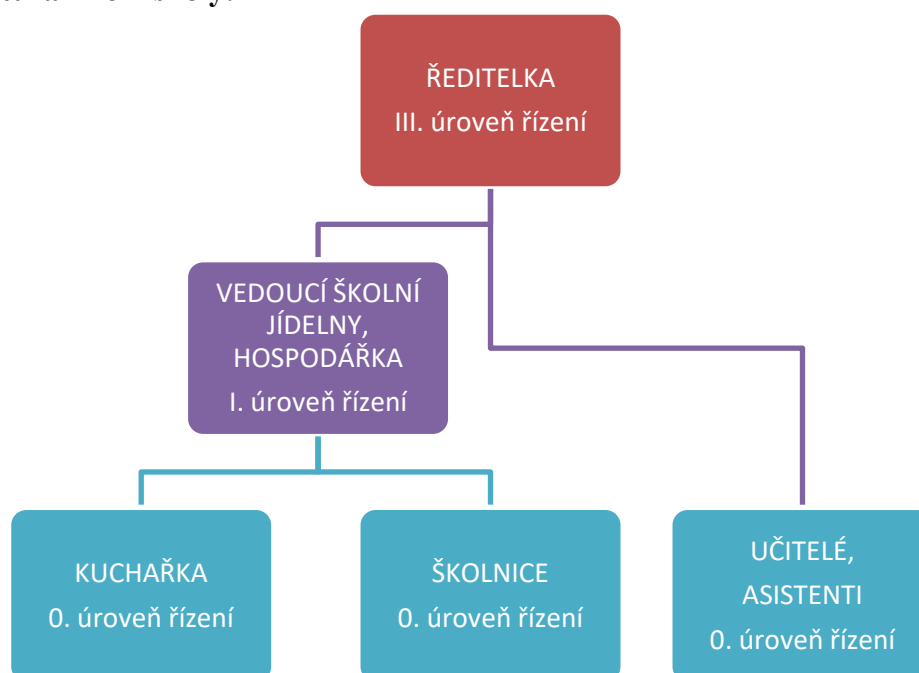 ŘEDITELKA
III. úroveň řízení
VEDOUCÍ ŠKOLNÍ
JÍDELNY,
HOSPODÁŘKA
I. úroveň řízení
KUCHAŘKA
0. úroveň řízení
ŠKOLNICE
0. úroveň řízení
UČITELÉ,
ASISTENTI
0. úroveň řízení